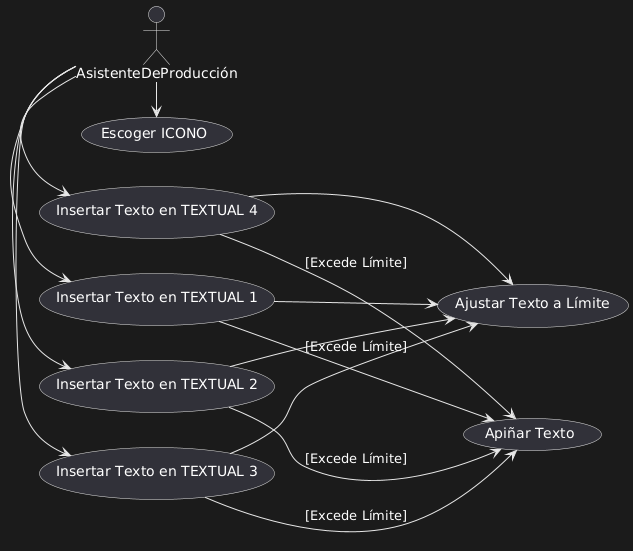 AsistenteDeProducción
Escoger ICONO
Insertar Texto en TEXTUAL 4
[Excede Límite]
Insertar Texto en TEXTUAL 1
Ajustar Texto a Límite
[Excede Límite]
Insertar Texto en TEXTUAL 2
Apiñar Texto
[Excede Límite]
Insertar Texto en TEXTUAL 3
[Excede Límite]